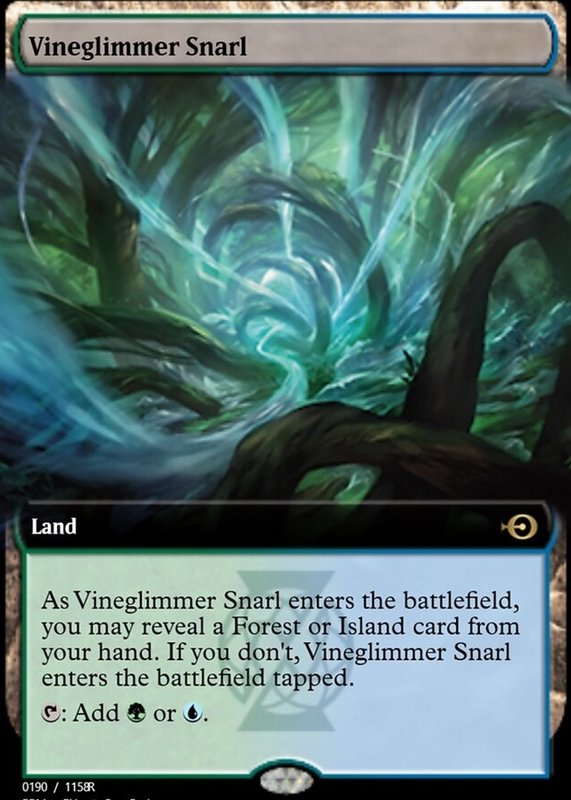 Vineglimmer Snarl
Land
As Vineglimmer Snarl enters the battlefield,
you may reveal a Forest or Island card from
your hand. If you don't, Vineglimmer Snarl
enters the battlefield tapped.
: Add or .
0190 / 1158R